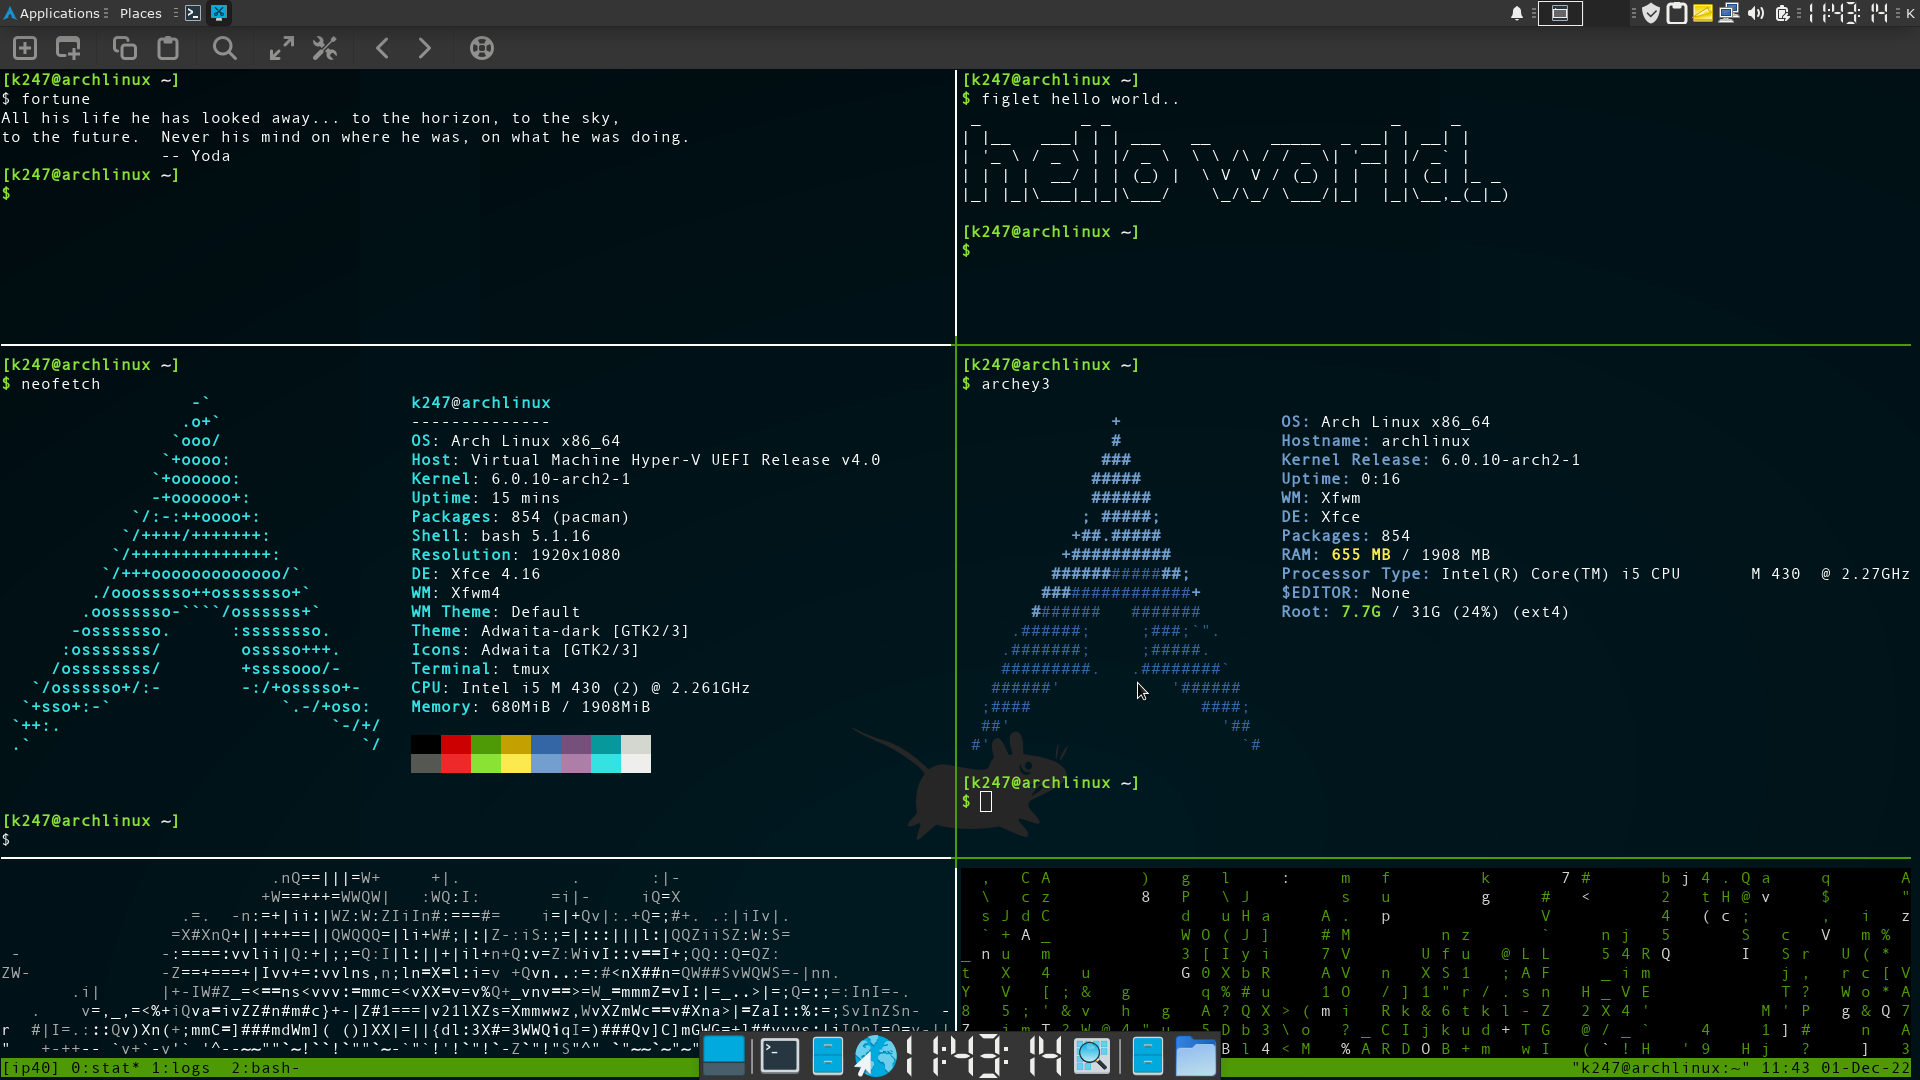 Applications Places 11:43:14 K
[k247@archlinux ~]
$ fortune
All his life he has looked away... to the horizon, to the sky,
to the future.  Never his mind on where he was, on what he was doing.
                -- Yoda
[k247@archlinux ~]
$
[k247@archlinux ~]
$ figlet hello world..
hello world.
[k247@archlinux ~]
$
[k247@archlinux ~]
$ neofetch
k247@archlinux
--------------
OS: Arch Linux x86_64
Host: Virtual Machine Hyper-V UEFI Release v4.0
Kernel: 6.0.10-arch2-1
Uptime: 15 mins
Packages: 854 (pacman)
Shell: bash 5.1.16
Resolution: 1920x1080
DE: Xfce 4.16
WM: Xfwm4
WM Theme: Default
Theme: Adwaita-dark [GTK2/3]
Icons: Adwaita [GTK2/3]
Terminal: tmux
CPU: Intel i5 M 430 (2) @ 2.261GHz
Memory: 680MiB / 1908MiB
[k247@archlinux ~]
$
[k247@archlinux ~]
$ archey3
OS: Arch Linux x86_64
Hostname: archlinux
Kernel Release: 6.0.10-arch2-1
Uptime: 0:16
WM: Xfwm
DE: Xfce
Packages: 854
RAM: 655 MB / 1908 MB
Processor Type: Intel(R) Core(TM) i5 CPU       M 430  @ 2.27GHz
$EDITOR: None
Root: 7.7G / 31G (24%) (ext4)
[k247@archlinux ~]
$
11:43:14
[ip40] 0:stat* 1:logs  2:bash-
"k247@archlinux:~" 11:43 01-Dec-22